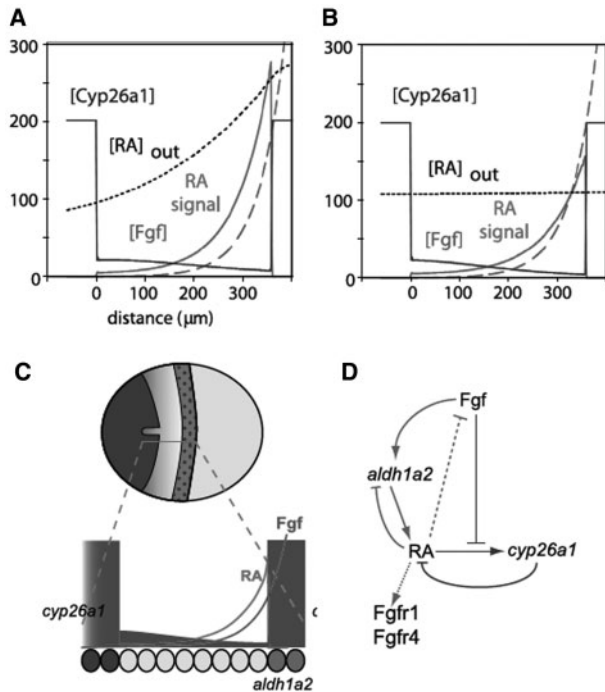 A
B
300
[Cyp26a1]
200
[RA] out
RA
signal
100
[Fgf]
0
0 100 200 300
distance (μm)
300
[Cyp26a1]
200
[RA] out
100
RA
[Fgf] signal
0
0 100 200 300
C
D
Fgf
RA
cyp26a1
c
aldh1a2
Fgf
aldh1a2
RA
cyp26a1
Fgfr1
Fgfr4